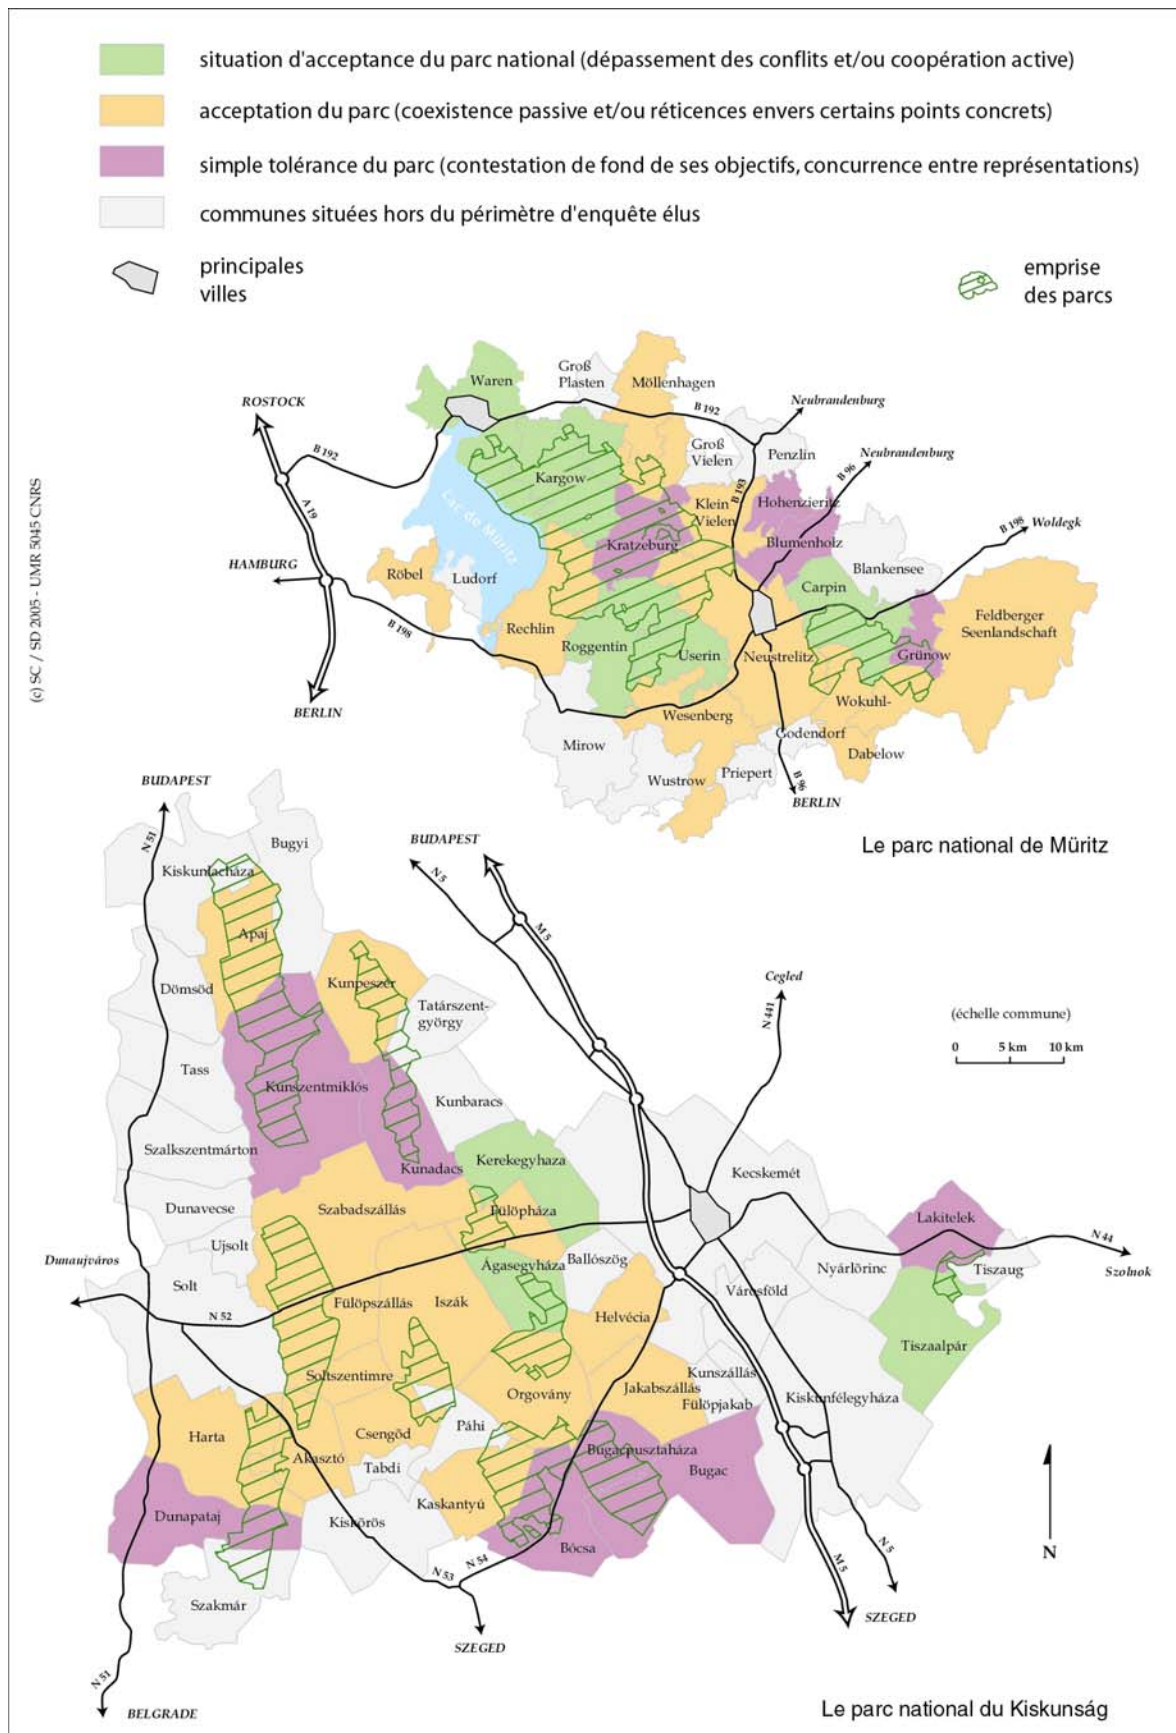 situation d'acceptance du parc national (dépassement des conflits et/ou coopération active)
acceptation du parc (coexistence passive et/ou réticences envers certains points concrets)
simple tolérance du parc (contestation de fond de ses objectifs, concurrence entre représentations)
communes situées hors du périmètre d'enquête élus
principales
villes
emprise
des parcs
(c) SC / SD 2005 - UMR 5045 CNRS
Waren
Groß
Plasten
Möllenhagen
ROSTOCK
B 192
Neubrandenburg
B 192
Groß
Vielen
Penzlin
Neubrandenburg
B 96
Kargow
A 19
Lac de Müritz
Klein
Vielen
B 193
Hohenzieritz
B 198
Woldegk
Kratzeburg
Blumenholz
Blankensee
HAMBURG
Röbel
Ludorf
Carpin
Feldberger
Seenlandschaft
B 198
Rechlin
Roggentin
Userin
Neustrelitz
Grünow
Wokuhl-
BERLIN
Wesenberg
Mirow
Godendorf
Dabelow
Wustrow
Priepert
B 96
BERLIN
Le parc national de Müritz
BUDAPEST
N 51
Bugyi
BUDAPEST
Kiskunlacháza
N 5
M 5
Apaj
Cegled
Dömsöd
Kunpeszér
Tatárszent-
györgy
N 441
(échelle commune)
0 5 km 10 km
Tass
Kunszentmiklós
Kunbaracs
Szalkszentmárton
Kunadacs
Kerekegyhaza
Kecskemét
Dunavecse
Szabadszállás
Fülöpháza
Lakitelek
Ujsolt
N 44
Dunaujváros
Ballószög
Ágasegyháza
Nyárlörinc
Tiszaug
Szolnok
Solt
Városföld
N 52
Fülöpszállás
Iszák
Helvécia
Tiszaalpár
Soltszentimre
Kunszállás
Jakabszállás
Orgovány
Fülöpjakab
Kiskunfélegyháza
Harta
Csengőd
Páhi
Akasztó
Tabdi
Bugacpusztaháza
Bugac
Dunapataj
Kaskantyú
Kiskörös
Bócsa
N 54
N 53
M 5
N 5
N
Szakmár
SZEGED
SZEGED
N 51
BELGRADE
Le parc national du Kiskunság